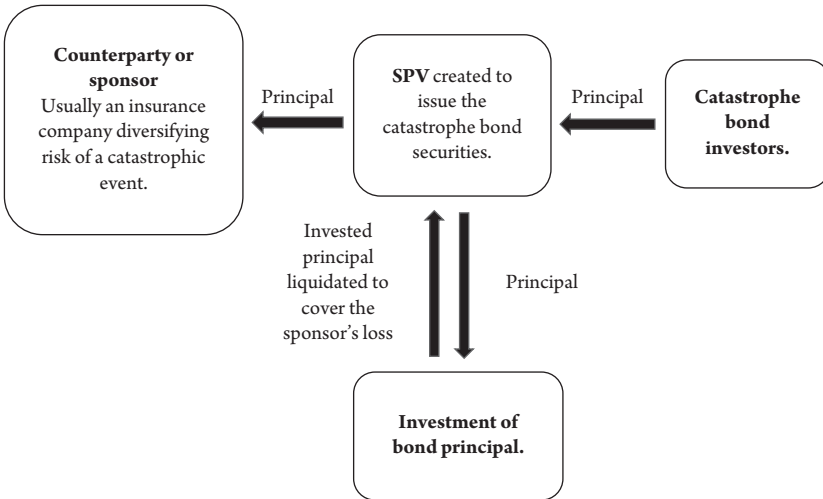 Counterparty or
sponsor
Usually an insurance
company diversifying
risk of a catastrophic
event.
Principal
SPV created to
issue the
catastrophe bond
securities.
Principal
Catastrophe
bond
investors.
Invested
principal
liquidated to
cover the
sponsor's loss
Principal
Investment of
bond principal.